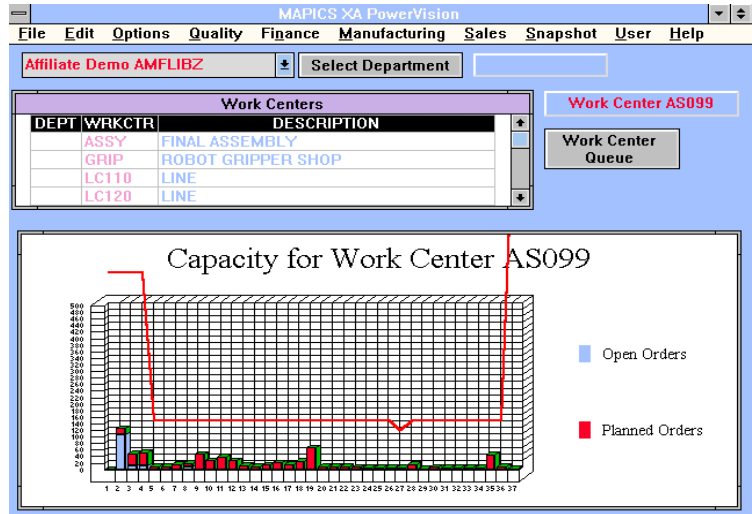 MAPICS XA PowerVision
File Edit Options Quality Finance Manufacturing Sales Snapshot User Help
Affiliate Demo AMFLIBZ
Select Department
Work Centers
DEPT WRKCTR DESCRIPTION
ASSY FINAL ASSEMBLY
GRIP ROBOT GRIPPER SHOP
LC110 LINE
LC120 LINE
Work Center AS099
Work Center
Queue
Capacity for Work Center AS099
500
480
460
440
420
400
380
360
340
320
300
280
260
240
220
200
180
160
140
120
100
80
60
40
20
0
1 2 3 4 5 6 7 8 9 10 11 12 13 14 15 16 17 18 19 20 21 22 23 24 25 26 27 28 29 30 31 32 33 34 35 36 37
Open Orders
Planned Orders